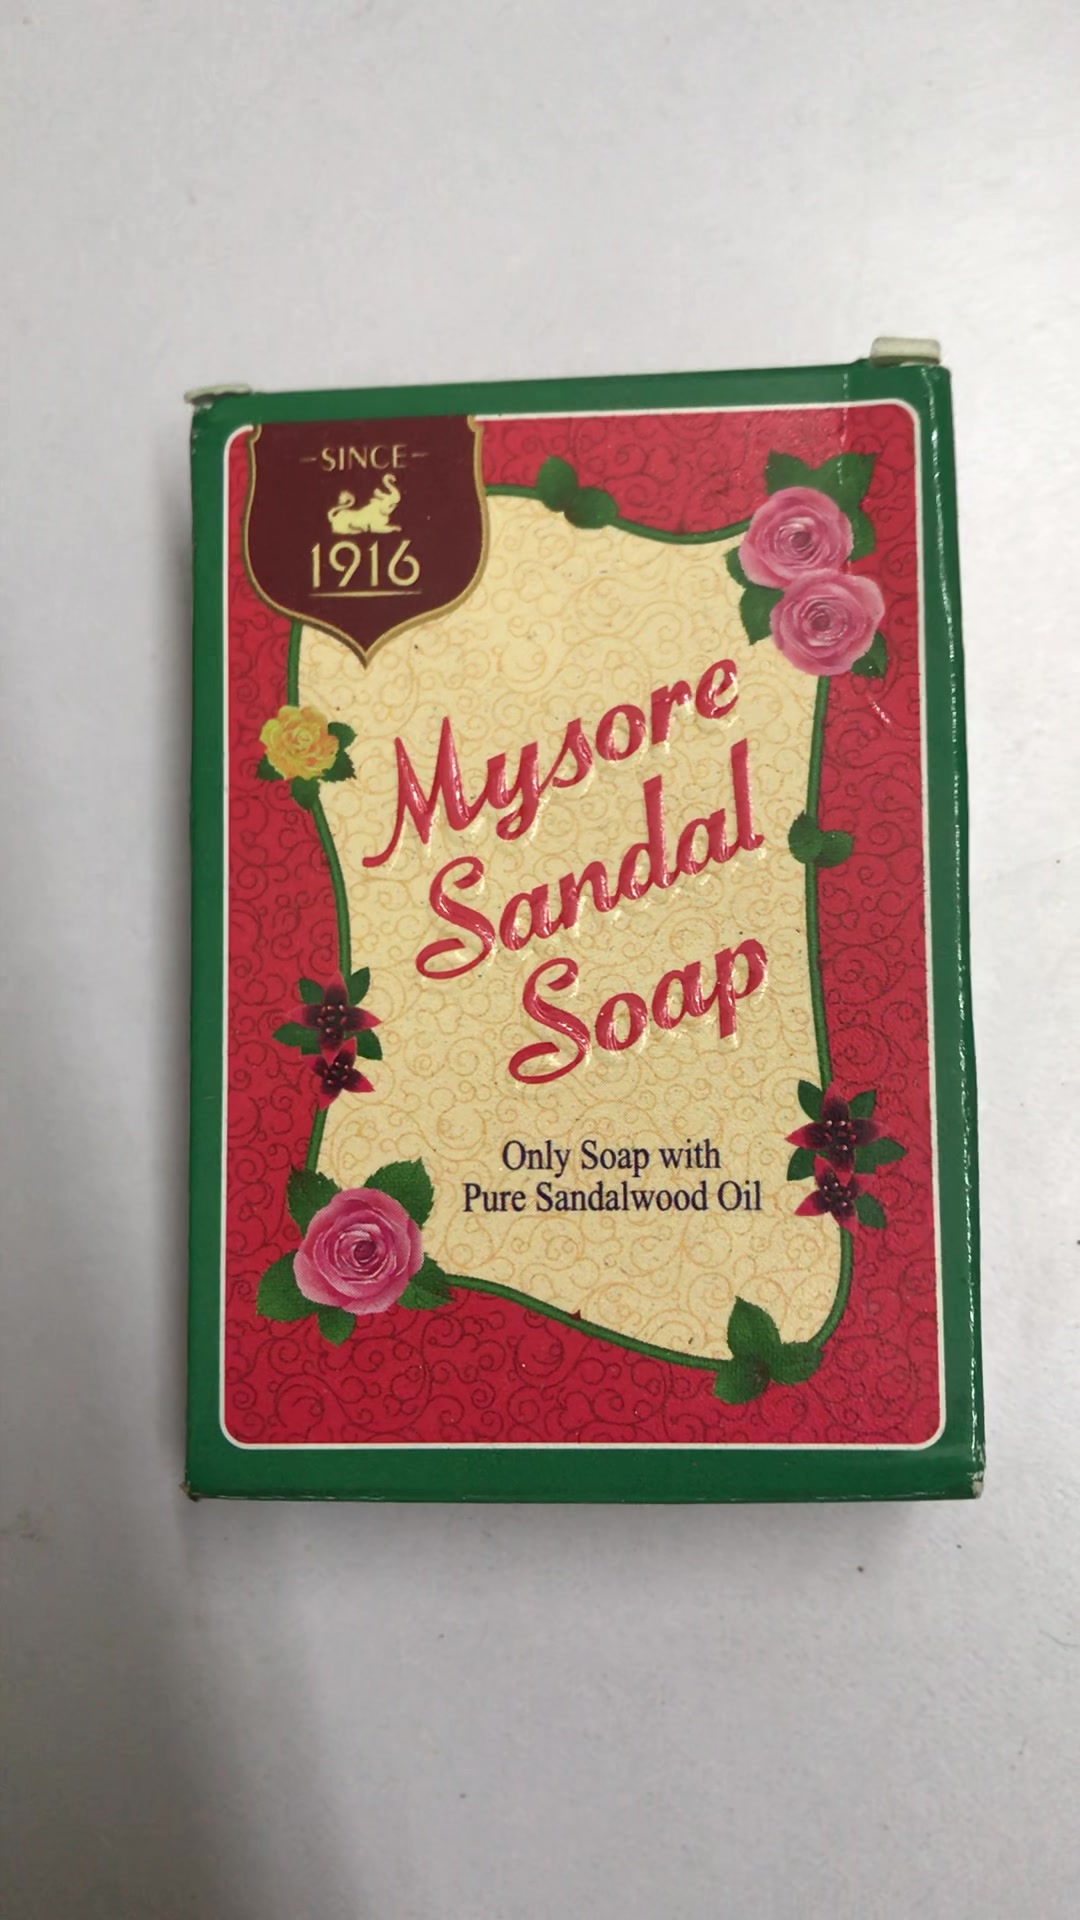 -SINCE-
1916
Mysore
Sandal
Soap
Only Soap with
Pure Sandalwood Oil